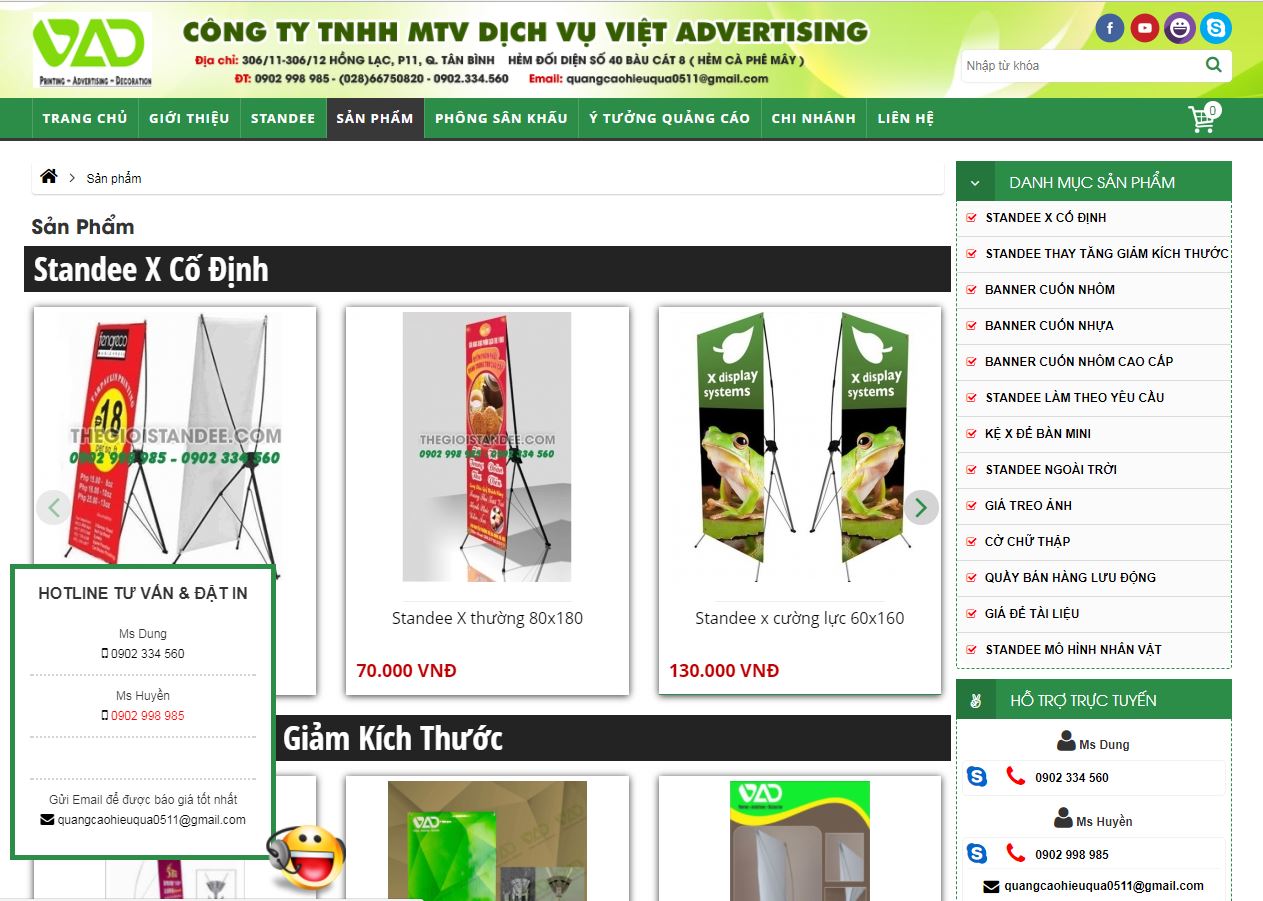 VAD
PRINTING - ADVERTISING - DECORATION
CÔNG TY TNHH MTV DỊCH VỤ VIỆT ADVERTISING
Địa chỉ: 306/11-306/12 HỒNG LẠC, P11, Q. TÂN BÌNH HẺM ĐỐI DIỆN SỐ 40 BÀU CÁT 8 ( HẺM CÀ PHÊ MÂY )
ĐT: 0902 998 985 - (028)66750820 - 0902.334.560 Email: quangcaohieuqua0511@gmail.com
Nhập từ khóa
TRANG CHỦ GIỚI THIỆU STANDEE SẢN PHẨM PHÔNG SÂN KHẤU Ý TƯỞNG QUẢNG CÁO CHI NHÁNH LIÊN HỆ
0
Sản phẩm
Sản Phẩm
Standee X Cố Định
fengreco
TARPAULIN PRINTING
18
THEGIOISTANDEE.COM
0902 998 985 - 0902 334 560
THEGIOISTANDEE.COM
0902 998 985 - 0902 334 560
Standee X thường 80x180
70.000 VNĐ
X display
systems
X display
systems
Standee x cường lực 60x160
130.000 VNĐ
Giảm Kích Thước
VAD
VAD
HOTLINE TƯ VẤN & ĐẶT IN
Ms Dung
0902 334 560
Ms Huyền
0902 998 985
Gửi Email để được báo giá tốt nhất
quangcaohieuqua0511@gmail.com
DANH MỤC SẢN PHẨM
STANDEE X CỐ ĐỊNH
STANDEE THAY TĂNG GIẢM KÍCH THƯỚC
BANNER CUỐN NHÔM
BANNER CUỐN NHỰA
BANNER CUỐN NHÔM CAO CẤP
STANDEE LÀM THEO YÊU CẦU
KỆ X ĐỂ BÀN MINI
STANDEE NGOÀI TRỜI
GIÁ TREO ẢNH
CỜ CHỮ THẬP
QUẦY BÁN HÀNG LƯU ĐỘNG
GIÁ ĐỂ TÀI LIỆU
STANDEE MÔ HÌNH NHÂN VẬT
HỖ TRỢ TRỰC TUYẾN
Ms Dung
0902 334 560
Ms Huyền
0902 998 985
quangcaohieuqua0511@gmail.com